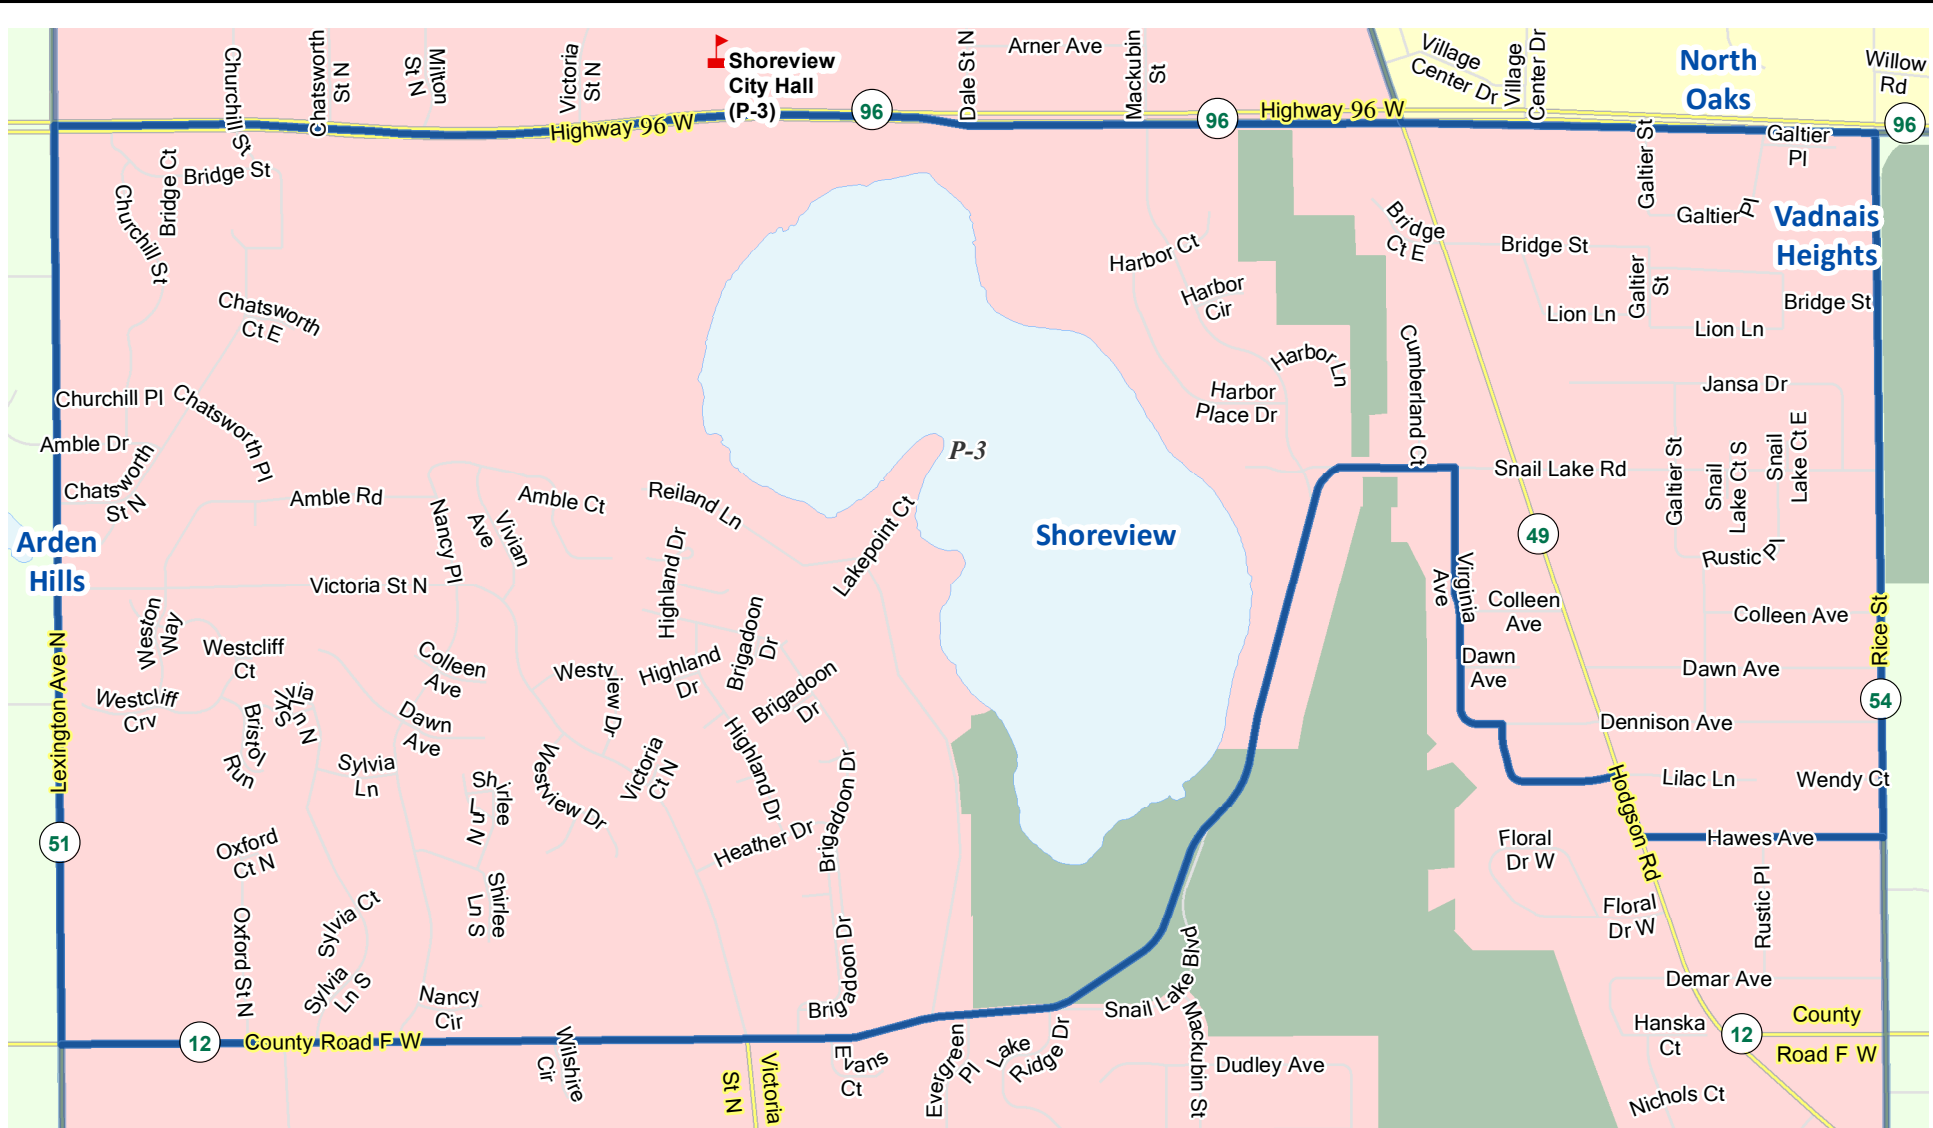 Churchill St
Chatsworth
St N
Milton
St N
Victoria
St N
Shoreview
City Hall
(P-3)
Dale St N
Arner Ave
Mackubin
St
Village
Center Dr
Village
Center Dr
North
Oaks
Willow
Rd
96
96
96
Highway 96 W
Highway 96 W
Bridge Ct
Bridge St
Churchill St
Chatsworth
Ct E
Churchill Pl
Chatsworth Pl
Amble Dr
Chatsworth
St N
Amble Rd
Nancy Pl
Vivian
Ave
Amble Ct
Reiland Ln
Highland Dr
Lakepoint Ct
P-3
Shoreview
Harbor Ct
Harbor
Cir
Harbor Ln
Harbor
Place Dr
Cumberland Ct
Bridge
Ct E
Bridge St
Galtier St
Galtier
Pl
Galtier Pl
Vadnais
Heights
Galtier
St
Bridge St
Lion Ln
Lion Ln
Jansa Dr
Snail Lake Rd
Galtier St
Snail
Lake Ct S
Snail
Lake Ct E
Rustic Pl
49
Arden
Hills
Victoria St N
Weston
Way
Westcliff
Ct
Westcliff
Crv
Sylvia
Ln N
Bristol
Run
Colleen
Ave
Dawn
Ave
Sylvia
Ln
Westview Dr
Westview Dr
Victoria
Ct N
Highland
Dr
Brigadoon
Dr
Brigadoon
Dr
Highland Dr
Heather Dr
Brigadoon Dr
Shirlee
Ln N
Shirlee
Ln S
Oxford
Ct N
Oxford St N
Sylvia Ct
Sylvia
Ln S
Nancy
Cir
Brigadoon Dr
Lexington Ave N
51
12
County Road F W
Wilshire
Cir
Victoria
St N
Evans
Ct
Evergreen
Pl
Lake
Ridge Dr
Snail Lake Blvd
Mackubin St
Dudley Ave
Virginia
Ave
Colleen
Ave
Dawn
Ave
Colleen Ave
Dawn Ave
Dennison Ave
Rice St
54
Lilac Ln
Wendy Ct
Hodgson Rd
Hawes Ave
Floral
Dr W
Floral
Dr W
Rustic Pl
Demar Ave
Hanska
Ct
12
County
Road F W
Nichols Ct